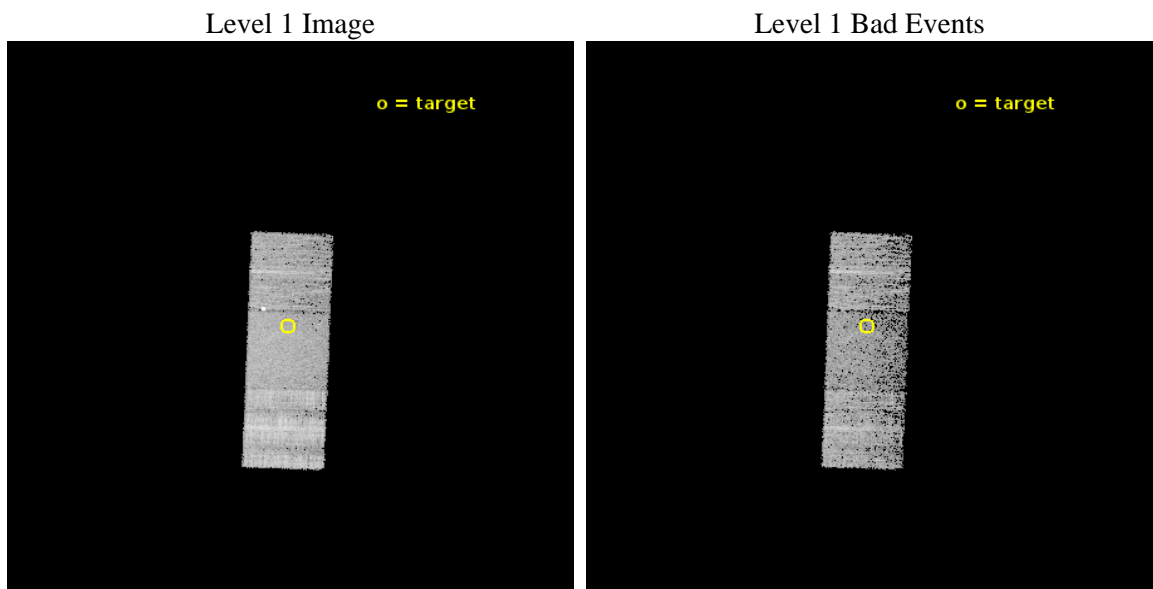 Level 1 Image
Level 1 Bad Events
o = target
o = target